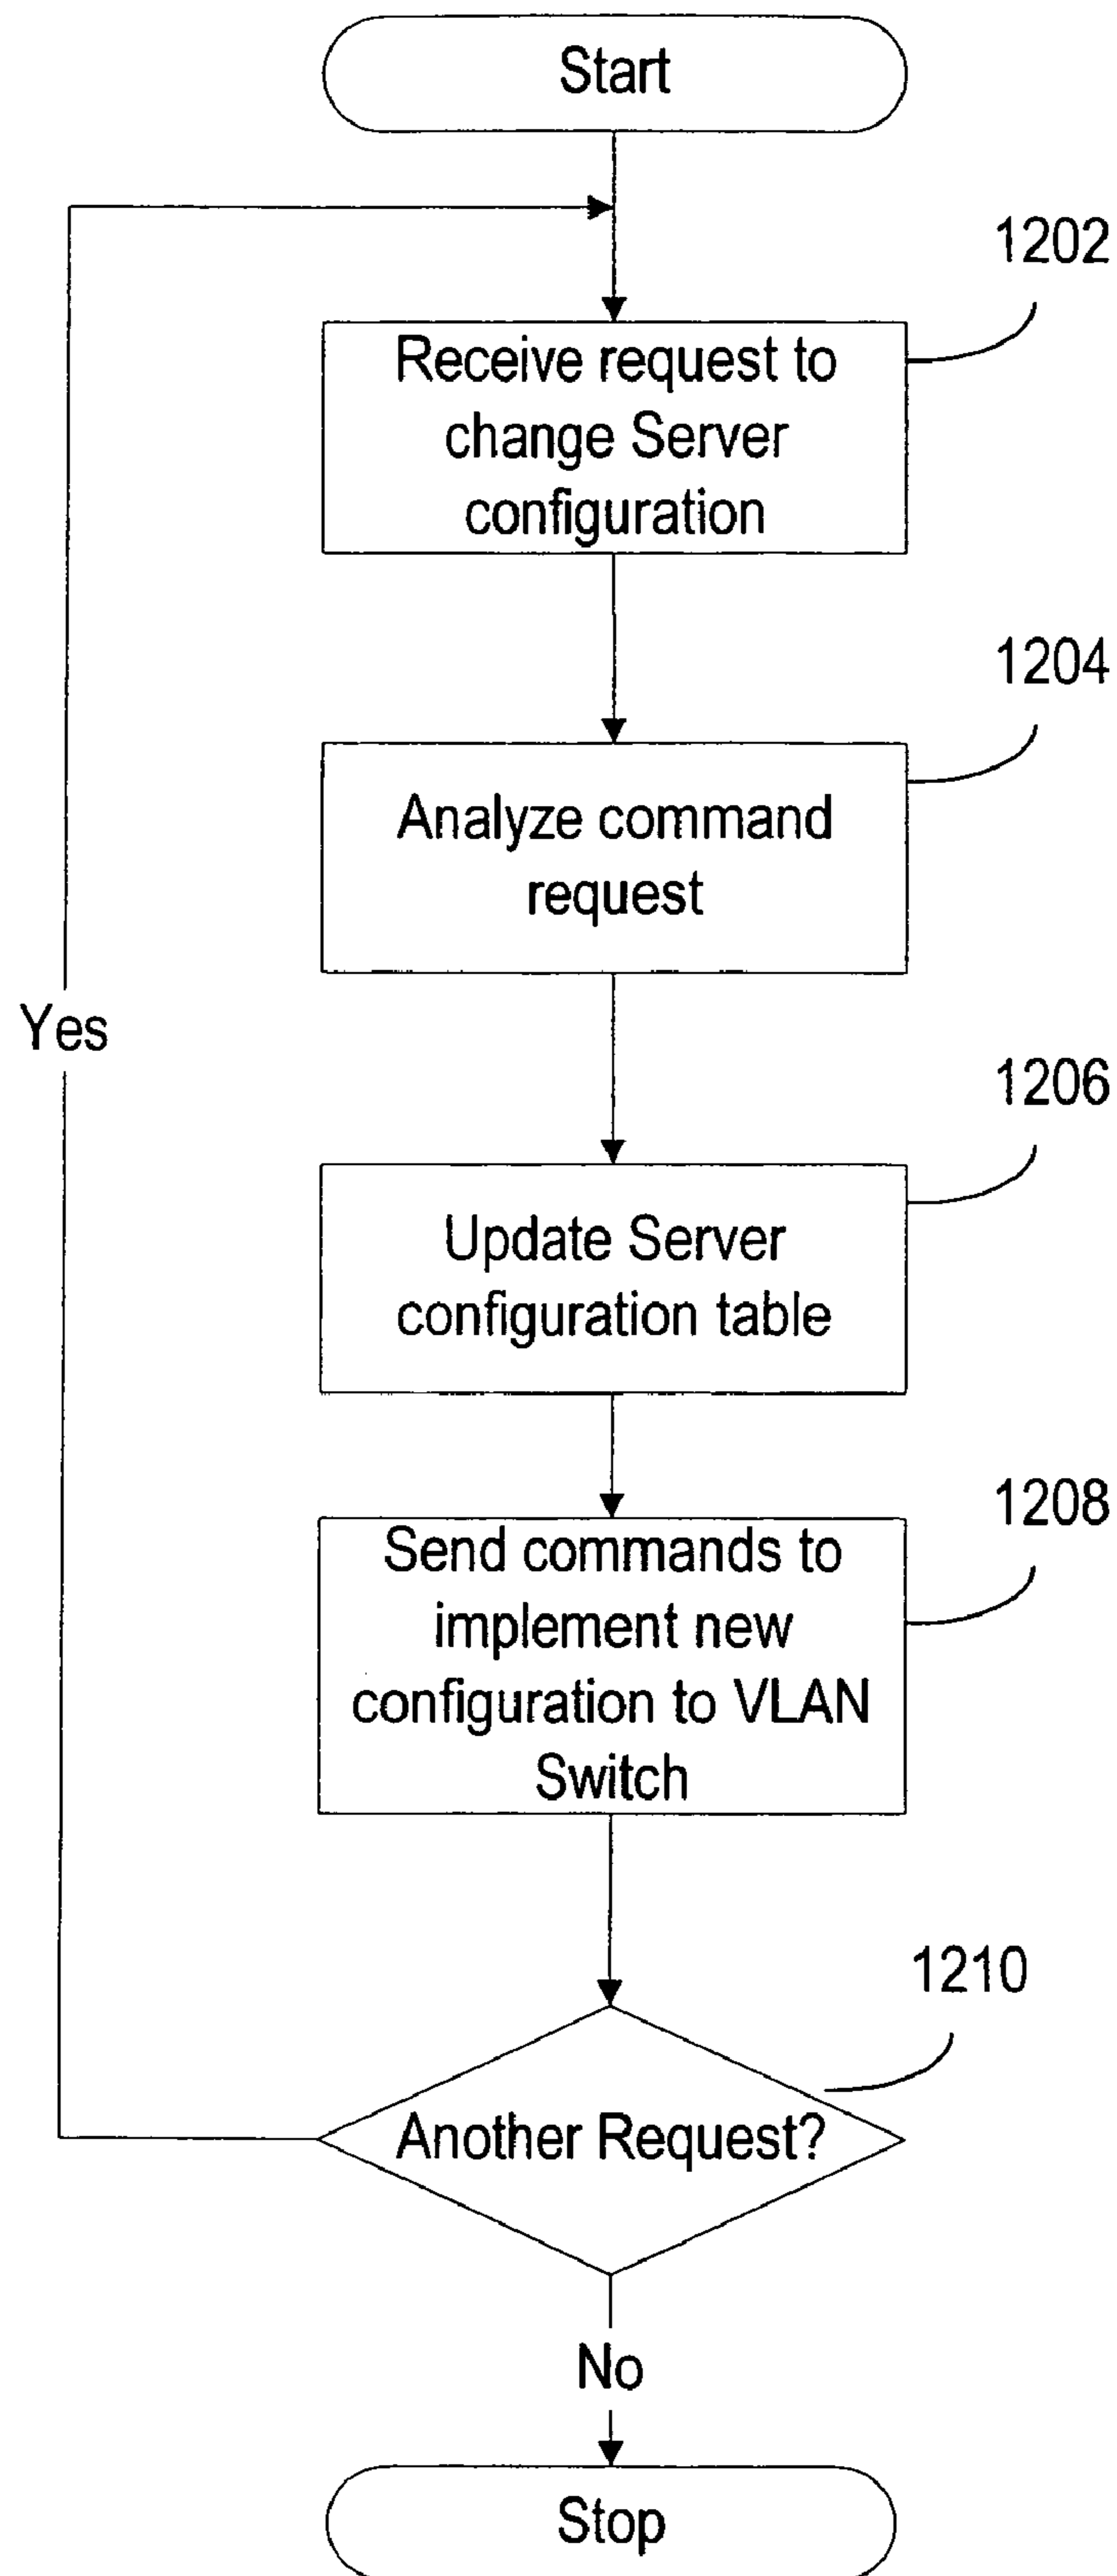 Start
1202
Receive request to
change Server
configuration
1204
Analyze command
request
Yes
1206
Update Server
configuration table
1208
Send commands to
implement new
configuration to VLAN
Switch
1210
Another Request?
No
Stop